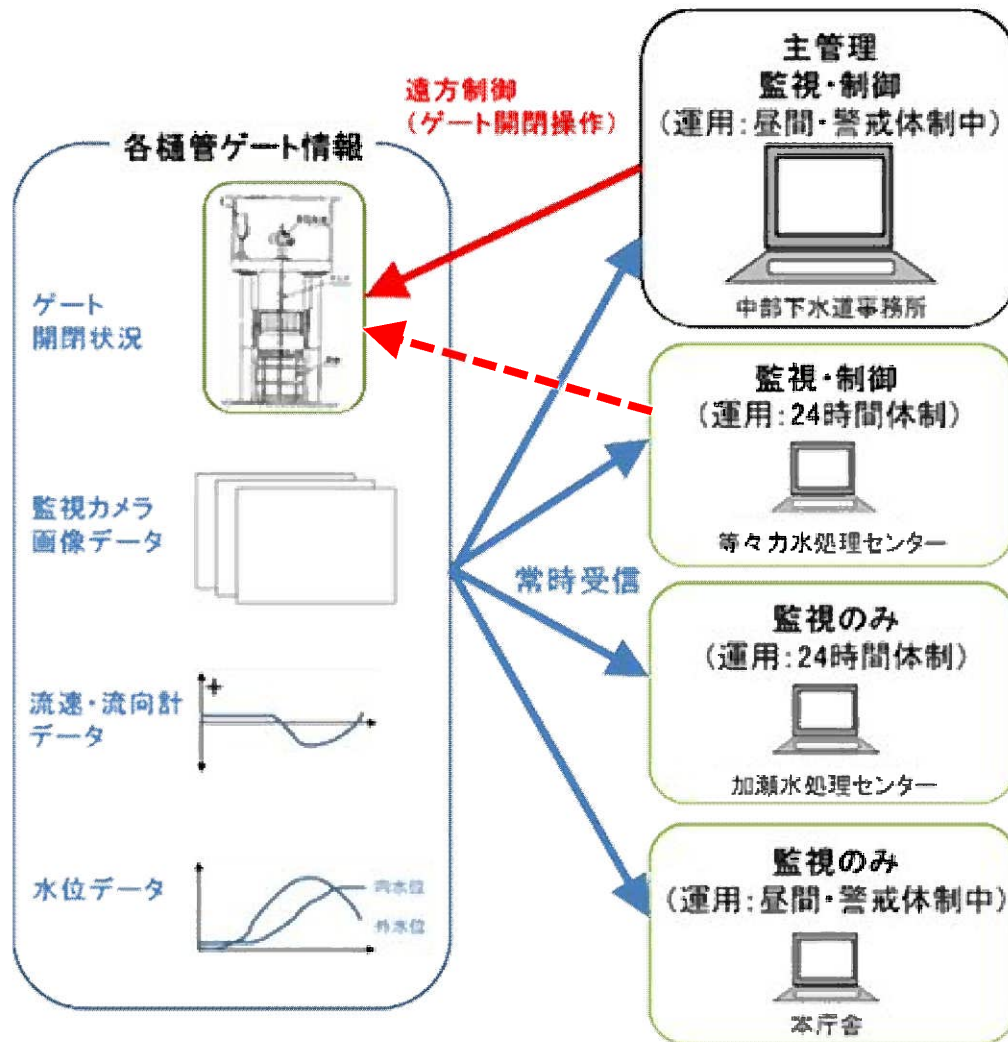 各樋管ゲート情報
ゲート
開閉状況
監視カメラ
画像データ
流速・流向計
データ
+
水位データ
内水位
外水位
遠方制御
(ゲート開閉操作)
常時受信
主管理
監視・制御
(運用:昼間・警戒体制中)
中部下水道事務所
監視・制御
(運用:24時間体制)
等々力水処理センター
監視のみ
(運用:24時間体制)
加瀬水処理センター
監視のみ
(運用:昼間・警戒体制中)
本庁舎